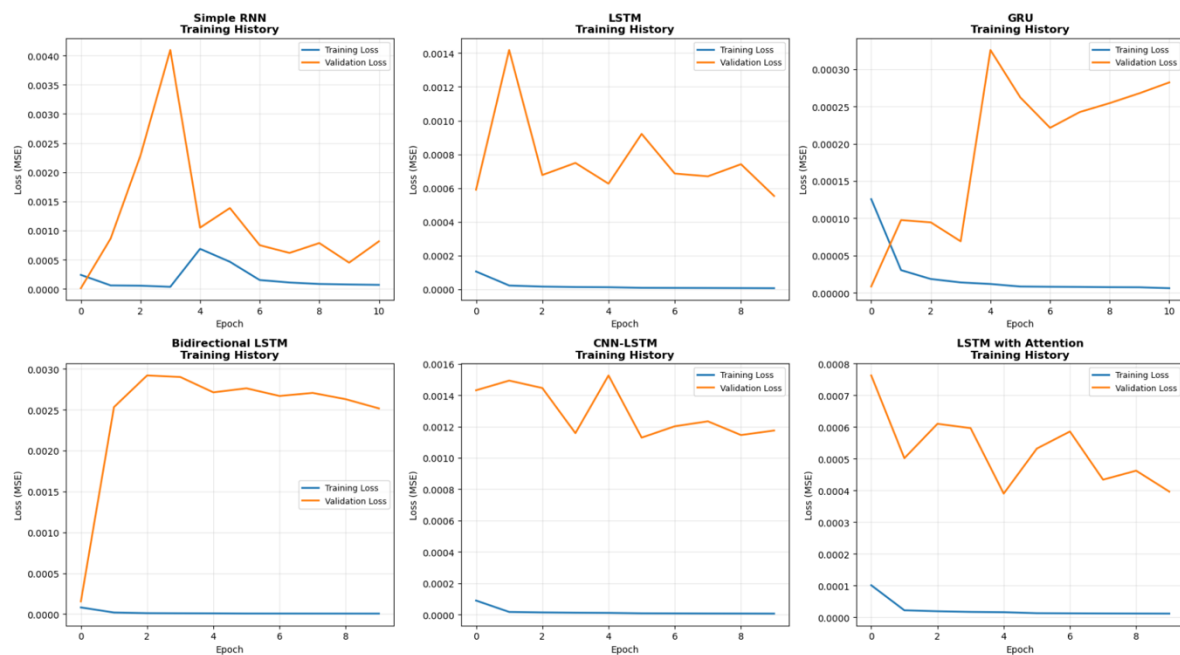 Simple RNN
Training History
Training Loss
Validation Loss
Loss (MSE)
0.0040
0.0035
0.0030
0.0025
0.0020
0.0015
0.0010
0.0005
0.0000
0 2 4 6 8 10
Epoch
LSTM
Training History
Training Loss
Validation Loss
Loss (MSE)
0.0014
0.0012
0.0010
0.0008
0.0006
0.0004
0.0002
0.0000
0 2 4 6 8
Epoch
GRU
Training History
Training Loss
Validation Loss
Loss (MSE)
0.00030
0.00025
0.00020
0.00015
0.00010
0.00005
0.00000
0 2 4 6 8 10
Epoch
Bidirectional LSTM
Training History
Training Loss
Validation Loss
Loss (MSE)
0.0030
0.0025
0.0020
0.0015
0.0010
0.0005
0.0000
0 2 4 6 8
Epoch
CNN-LSTM
Training History
Training Loss
Validation Loss
Loss (MSE)
0.0016
0.0014
0.0012
0.0010
0.0008
0.0006
0.0004
0.0002
0.0000
0 2 4 6 8
Epoch
LSTM with Attention
Training History
Training Loss
Validation Loss
Loss (MSE)
0.0008
0.0007
0.0006
0.0005
0.0004
0.0003
0.0002
0.0001
0.0000
0 2 4 6 8
Epoch